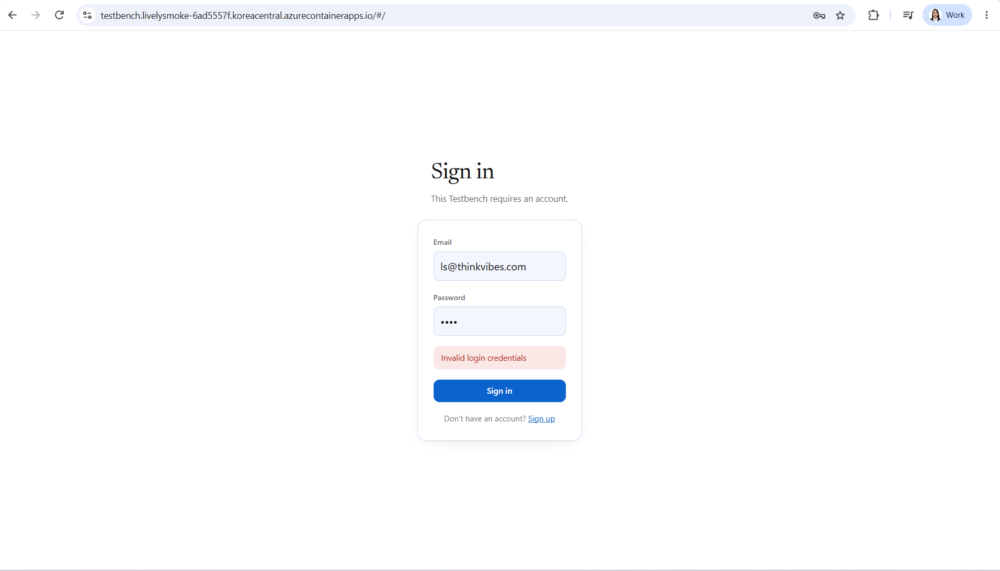 testbench.livelysmoke-6ad5557f.koreacentral.azurecontainerapps.io/#/
Work
Sign in
This Testbench requires an account.
Email
ls@thinkvibes.com
Password
••••
Invalid login credentials
Sign in
Don't have an account? Sign up